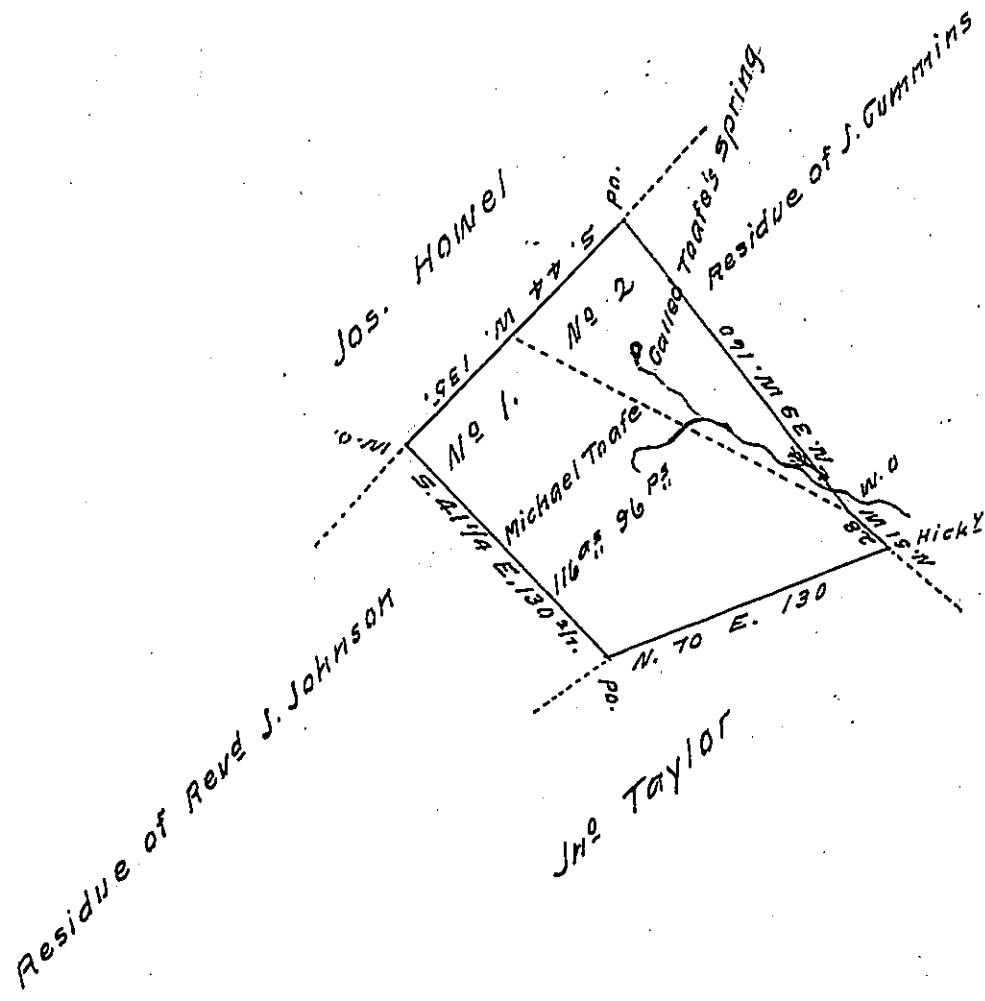 Jos. Howel
po.
Called Toafe's Spring
Residue of J. Cummins
S. 44 W. 135.
No 2
N. 39 W. 160
W.O.
No 1.
Michael Toafe
116 as 96 Ps
S. 41 1/4 E. 130 2/7.
W.O
N. 51 W
28
Hicky
N. 70 E. 130
po.
Residue of Revd J. Johnson
Jno Taylor